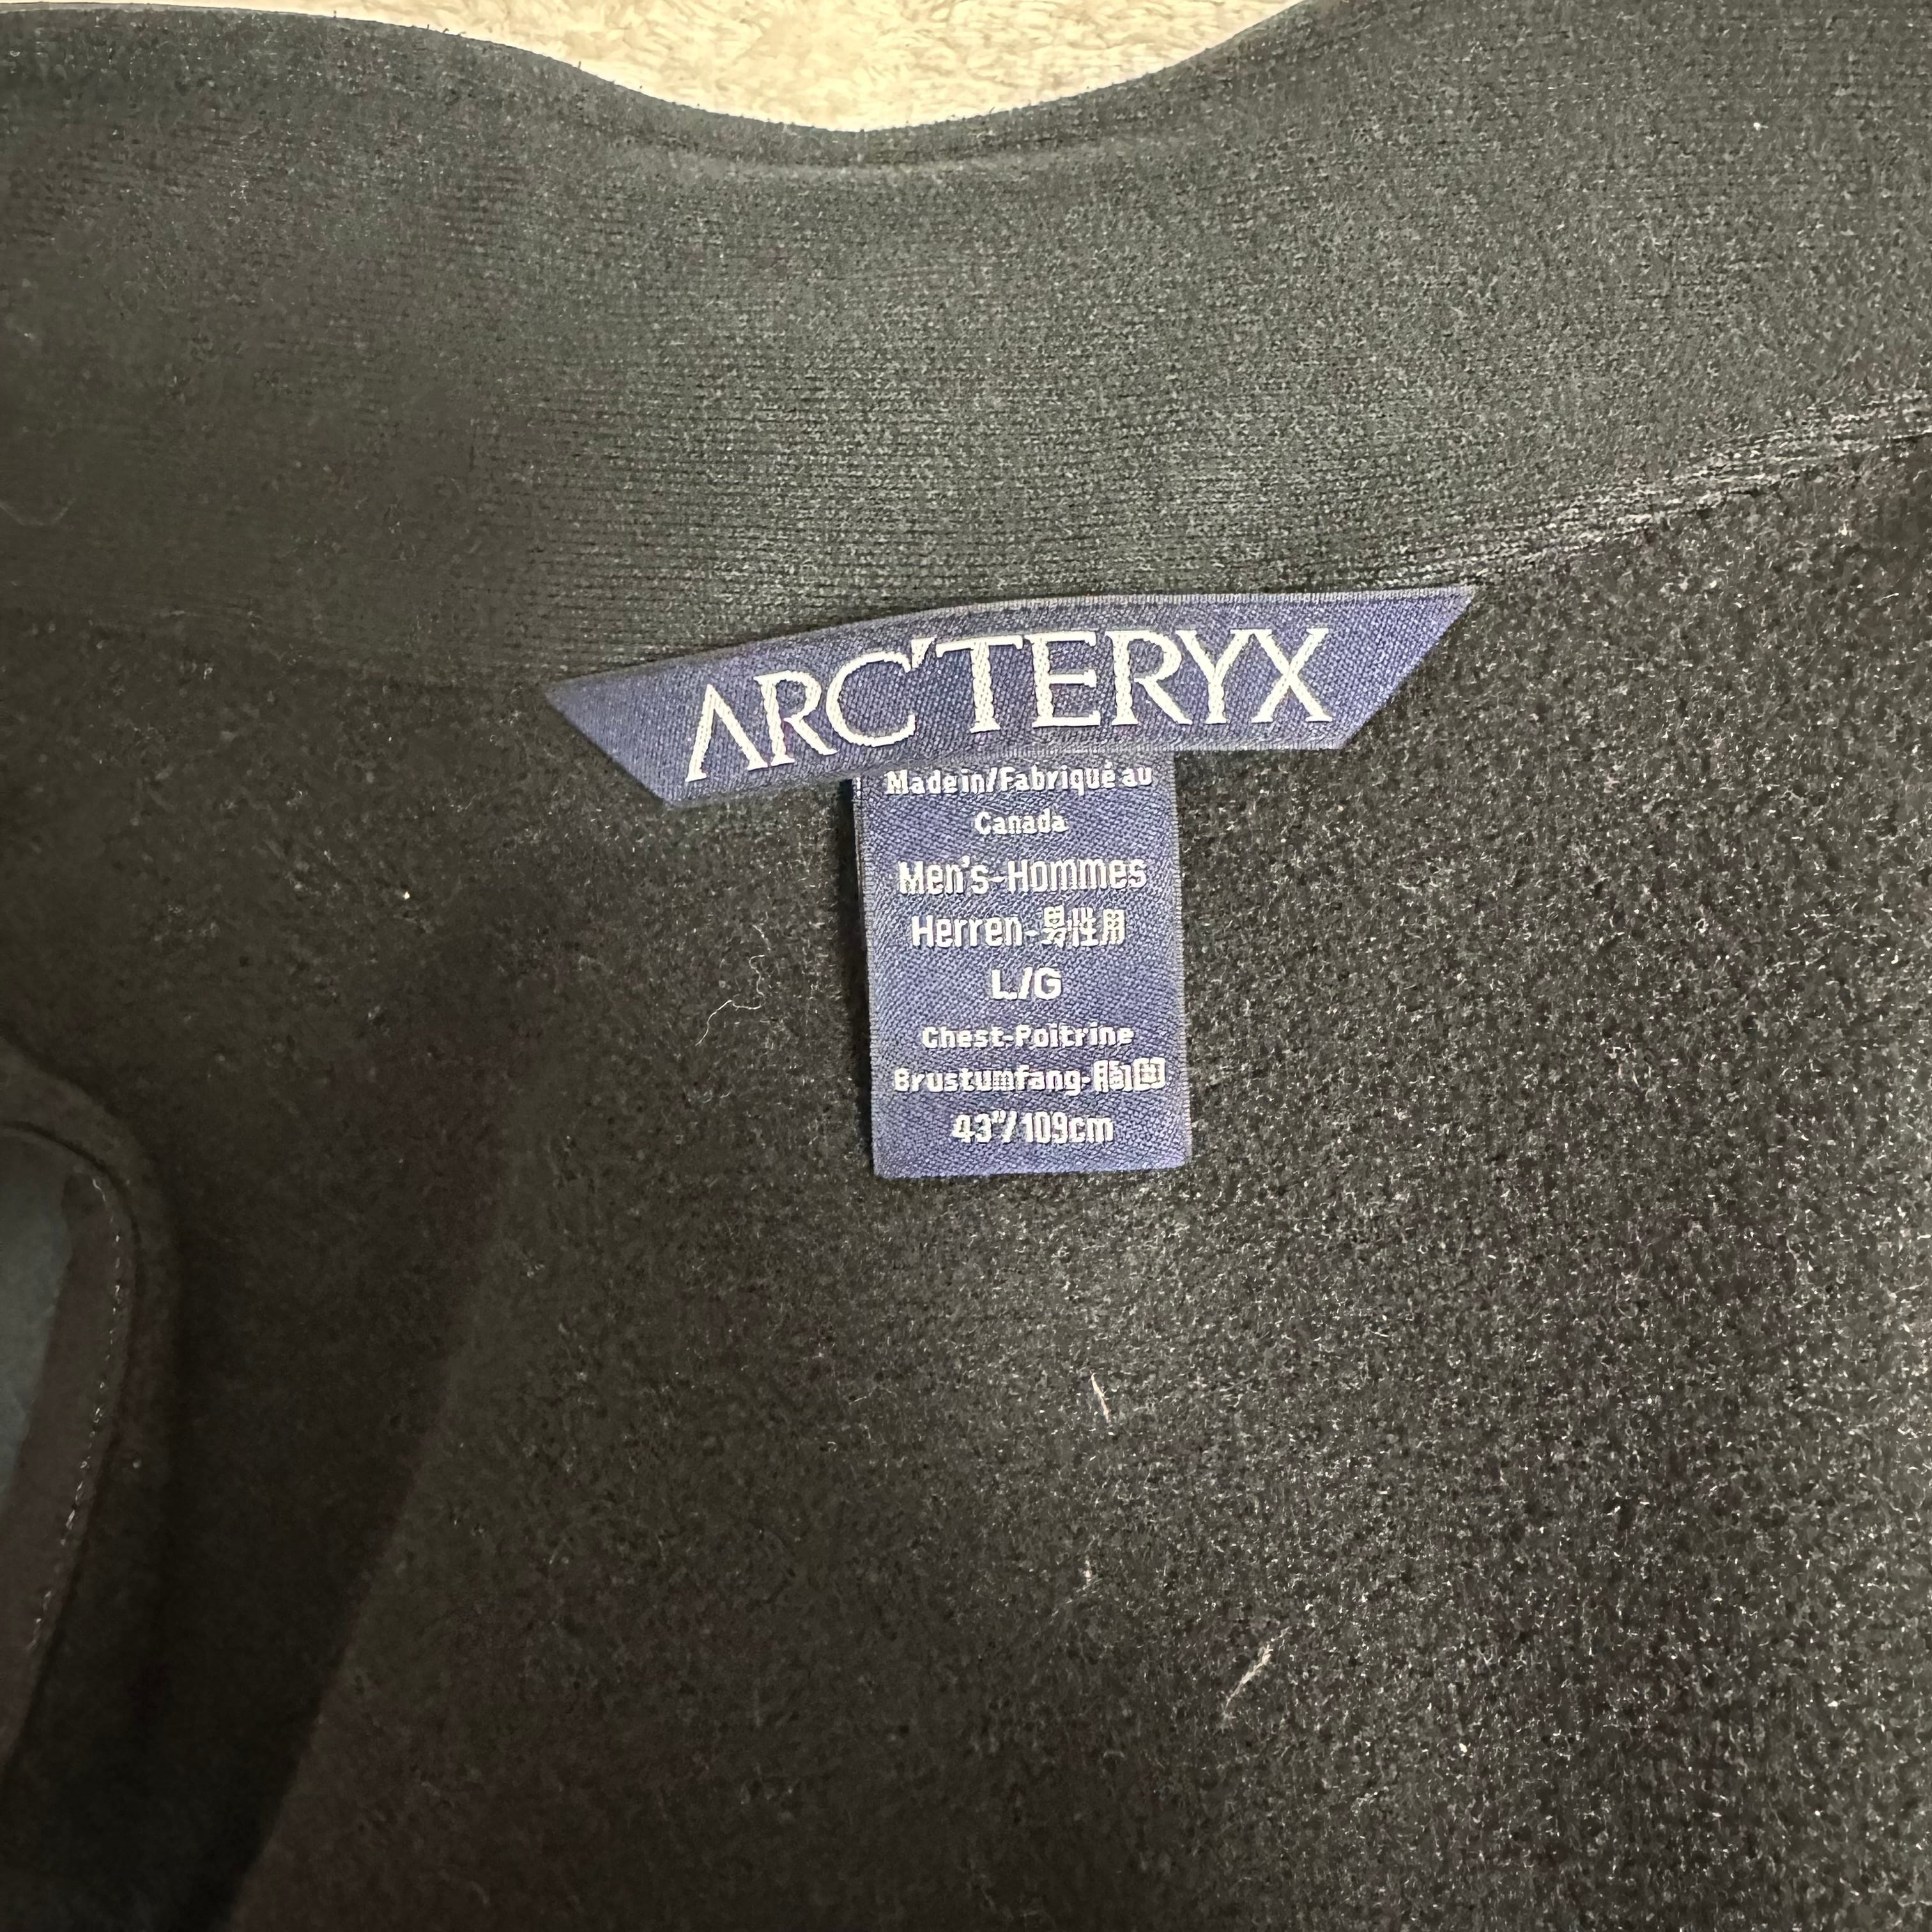 ARC'TERYX
Made in/Fabriqué au
Canada
Men's-Hommes
Herren-男性用
L/G
Chest-Poitrine
Brustumfang-胸囲
43"/109cm